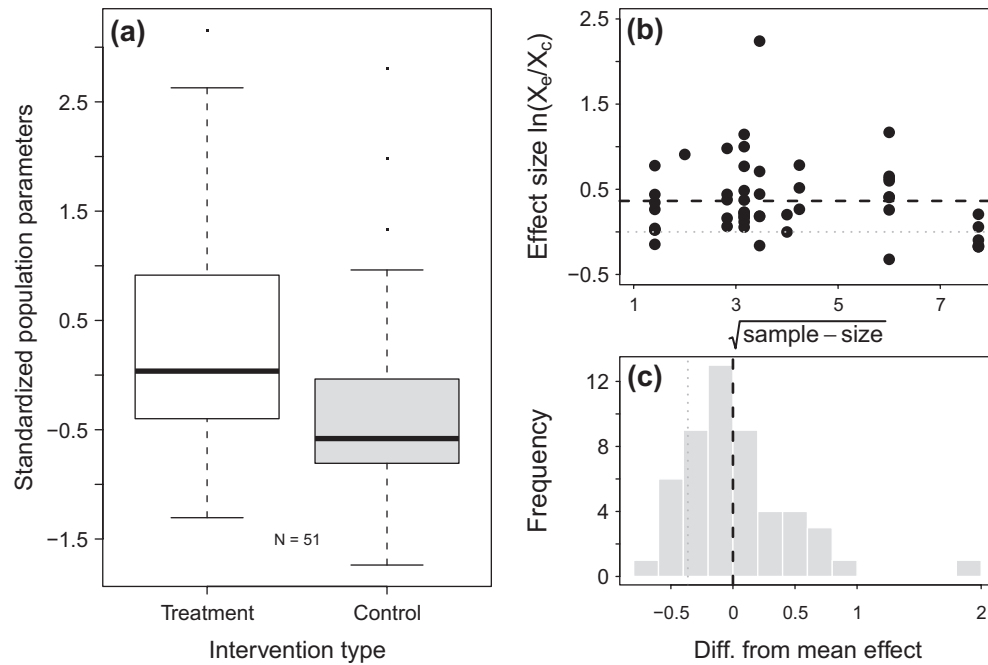 (a)
Standardized population parameters
2.5
1.5
0.5
−0.5
−1.5
N = 51
Treatment
Control
Intervention type
(b)
Effect size ln(Xe/Xc)
2.5
1.5
0.5
−0.5
1
3
5
7
√sample − size
(c)
Frequency
12
8
4
0
−0.5
0
0.5
1
2
Diff. from mean effect